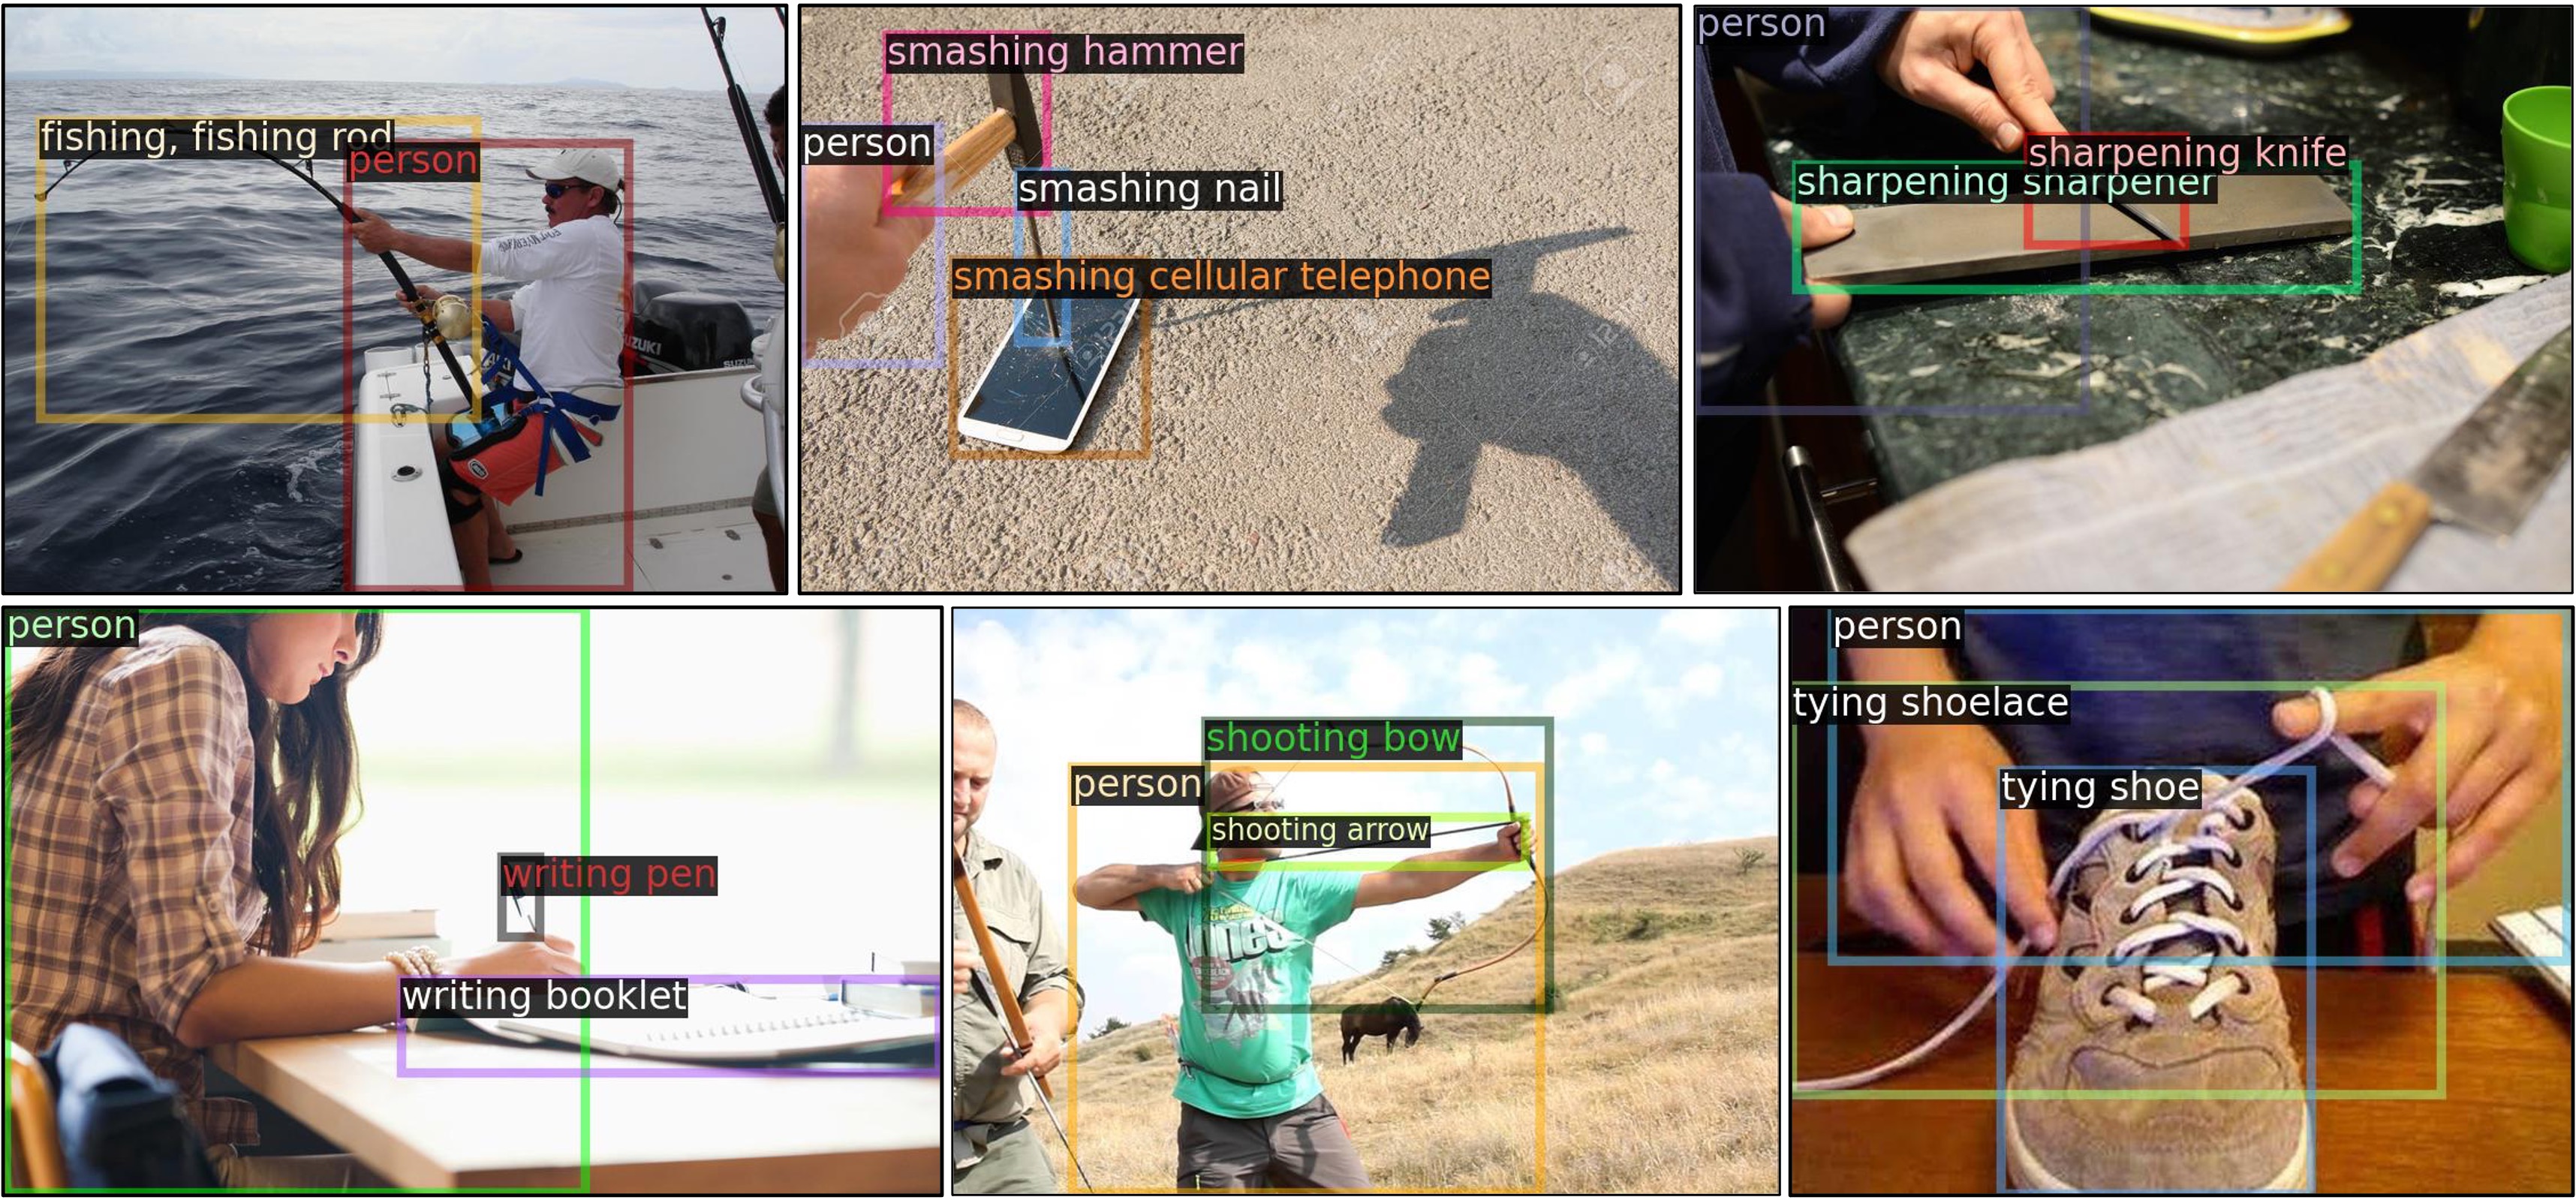 fishing, fishing rod
person
SUZUKI
smashing hammer
person
smashing nail
smashing cellular telephone
person
sharpening knife
sharpening sharpener
person
writing pen
writing booklet
shooting bow
person
shooting arrow
person
tying shoelace
tying shoe